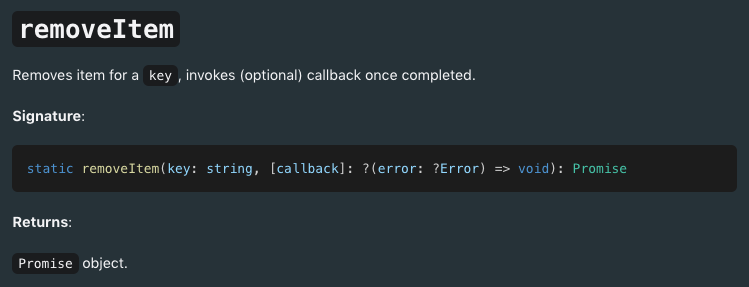 removeItem
Removes item for a key, invokes (optional) callback once completed.
Signature:
static removeItem(key: string, [callback]: ?(error: ?Error) => void): Promise
Returns:
Promise object.